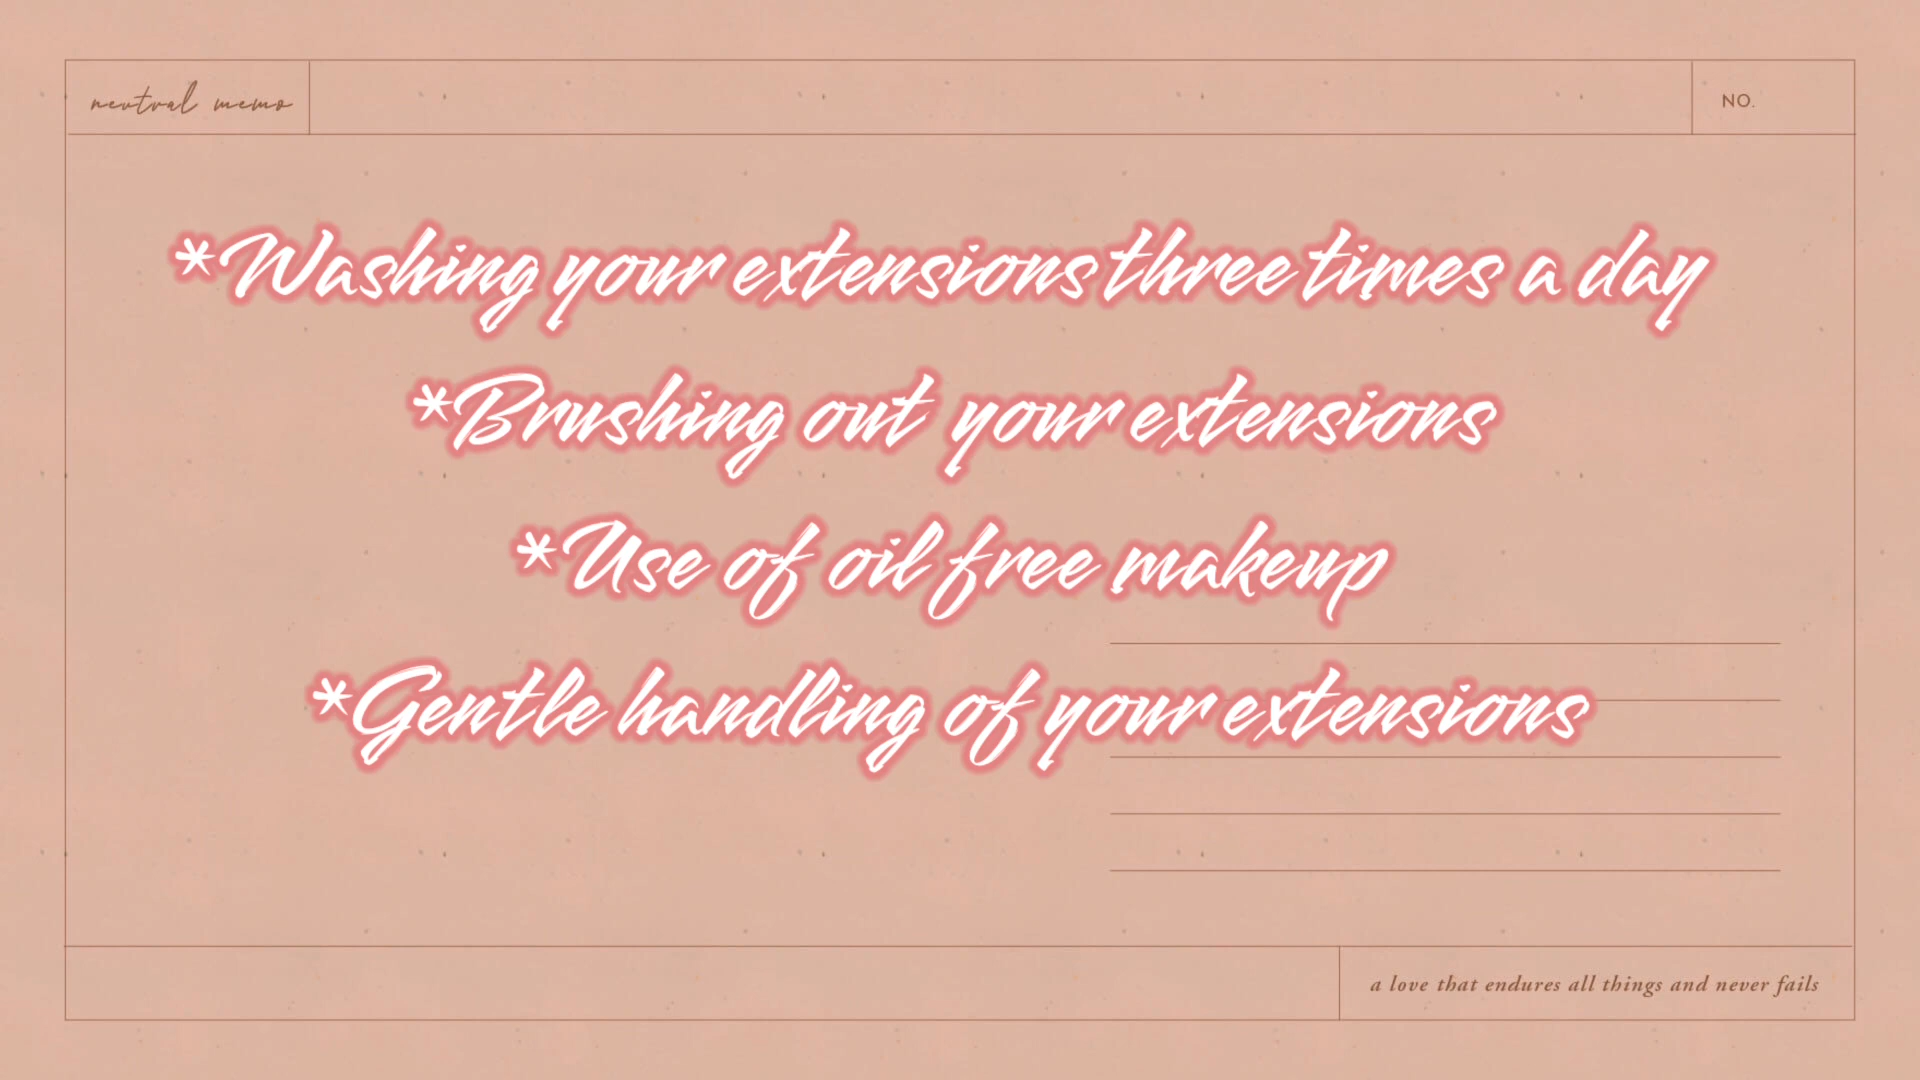 neutral memo
NO.
*Washing your extensions three times a day
*Brushing out your extensions
*Use of oil free makeup
*Gentle handling of your extensions
a love that endures all things and never fails